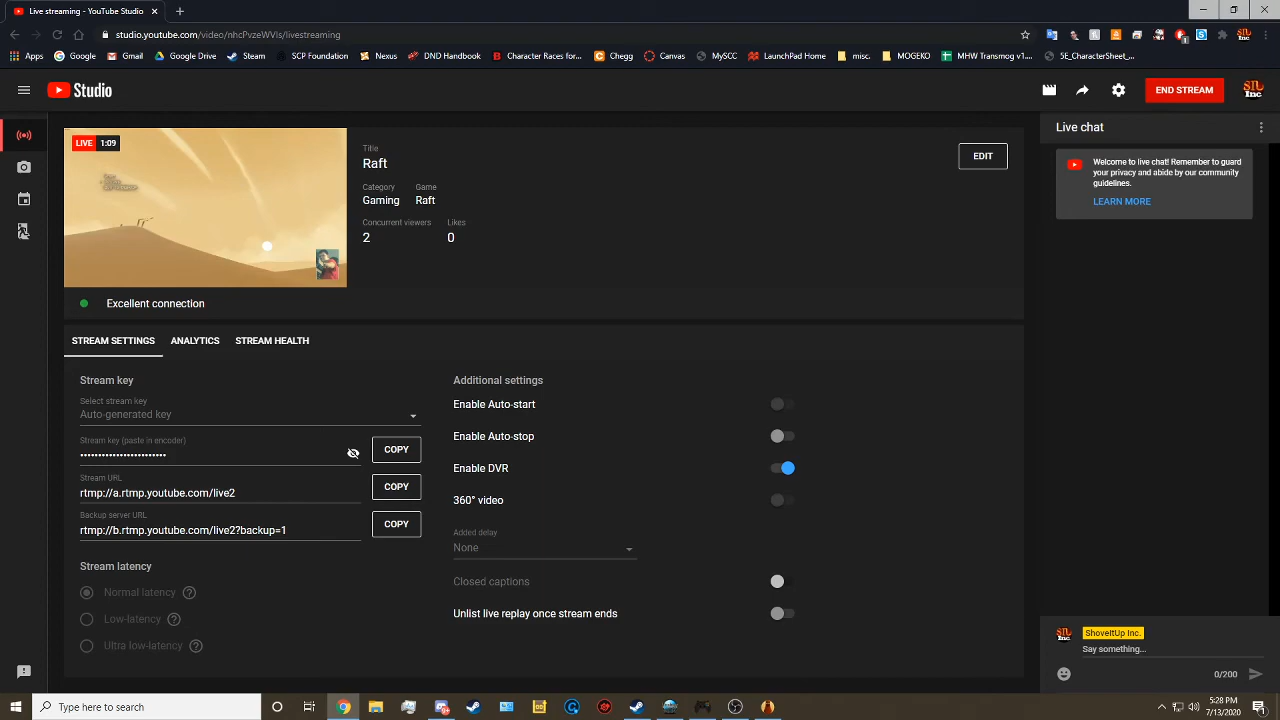 Live streaming - YouTube Studio
studio.youtube.com/video/nhcPvzeWVIs/livestreaming
Apps Google Gmail Google Drive Steam SCP Foundation Nexus DND Handbook Character Races for... Chegg Canvas MySCC LaunchPad Home misc. MOGEKO MHW Transmog v1.... 5E_CharacterSheet_...
Studio
END STREAM
LIVE 1:09
Title
Raft
EDIT
Category Game
Gaming Raft
Concurrent viewers Likes
2 0
Excellent connection
STREAM SETTINGS ANALYTICS STREAM HEALTH
Stream key
Select stream key
Auto-generated key
Stream key (paste in encoder)
••••••••••••••••••••••••
COPY
Stream URL
rtmp://a.rtmp.youtube.com/live2
COPY
Backup server URL
rtmp://b.rtmp.youtube.com/live2?backup=1
COPY
Stream latency
Normal latency
Low-latency
Ultra low-latency
Additional settings
Enable Auto-start
Enable Auto-stop
Enable DVR
360° video
Added delay
None
Closed captions
Unlist live replay once stream ends
Live chat
Welcome to live chat! Remember to guard
your privacy and abide by our community
guidelines.
LEARN MORE
ShoveItUp Inc.
Say something...
0/200
Type here to search
5:28 PM
7/13/2020